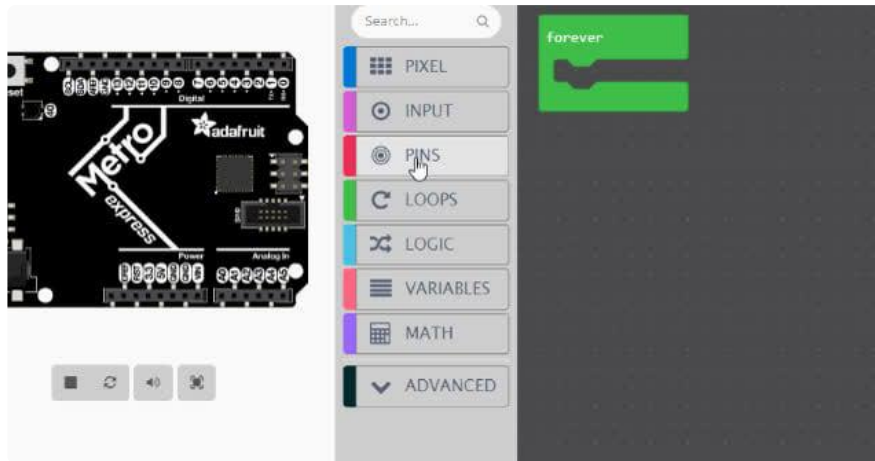 Search...
PIXEL
INPUT
PINS
LOOPS
LOGIC
VARIABLES
MATH
ADVANCED
forever
Digital
adafruit
Metro
express
Power
Analog In